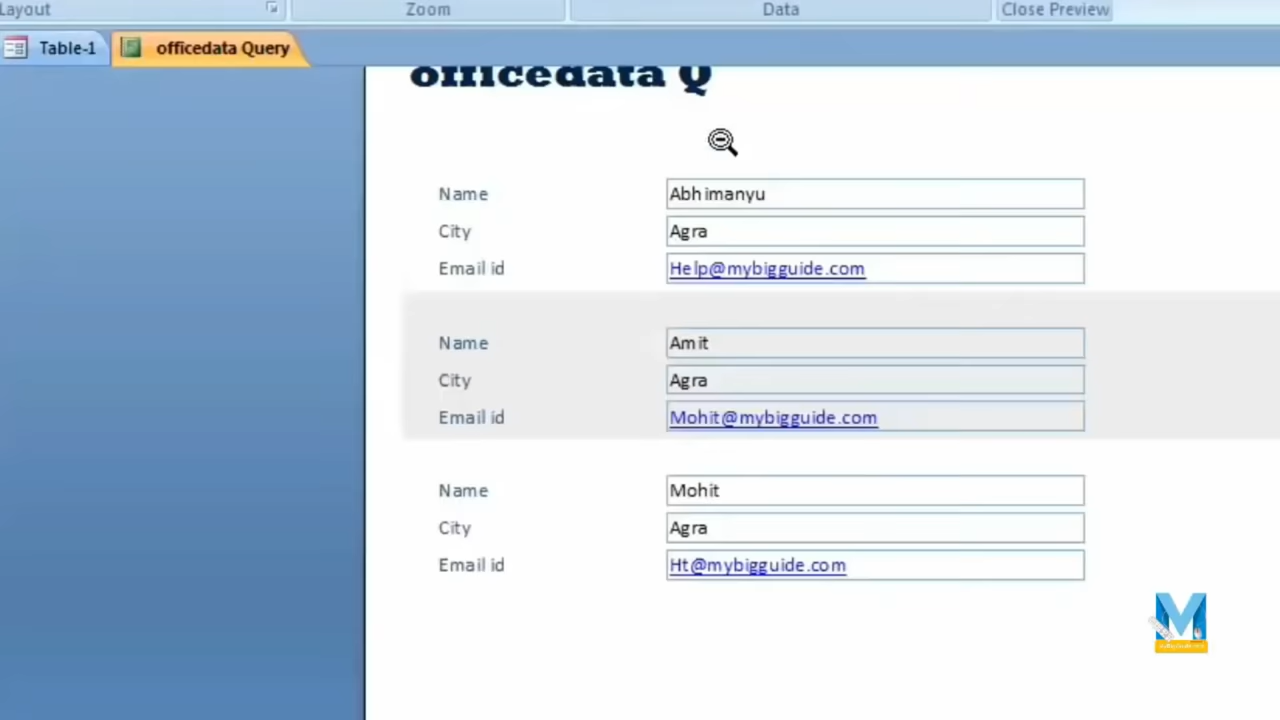 Layout Zoom Data Close Preview
Table-1 officedata Query
officedata Q
Name Abhimanyu
City Agra
Email id Help@mybigguide.com
Name Amit
City Agra
Email id Mohit@mybigguide.com
Name Mohit
City Agra
Email id Ht@mybigguide.com
M